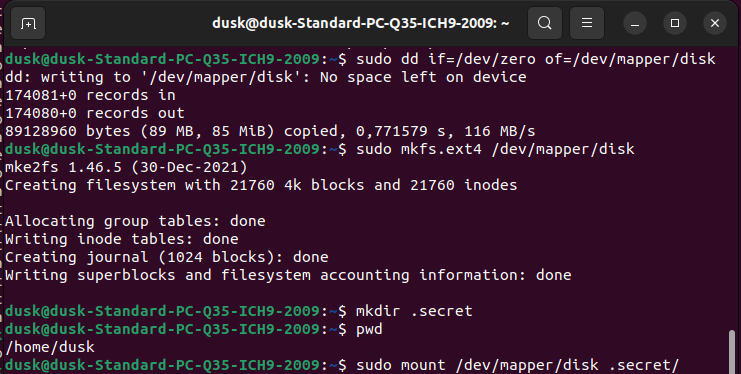 dusk@dusk-Standard-PC-Q35-ICH9-2009: ~
dusk@dusk-Standard-PC-Q35-ICH9-2009:~$ sudo dd if=/dev/zero of=/dev/mapper/disk
dd: writing to '/dev/mapper/disk': No space left on device
174081+0 records in
174080+0 records out
89128960 bytes (89 MB, 85 MiB) copied, 0,771579 s, 116 MB/s
dusk@dusk-Standard-PC-Q35-ICH9-2009:~$ sudo mkfs.ext4 /dev/mapper/disk
mke2fs 1.46.5 (30-Dec-2021)
Creating filesystem with 21760 4k blocks and 21760 inodes
Allocating group tables: done
Writing inode tables: done
Creating journal (1024 blocks): done
Writing superblocks and filesystem accounting information: done
dusk@dusk-Standard-PC-Q35-ICH9-2009:~$ mkdir .secret
dusk@dusk-Standard-PC-Q35-ICH9-2009:~$ pwd
/home/dusk
dusk@dusk-Standard-PC-Q35-ICH9-2009:~$ sudo mount /dev/mapper/disk .secret/